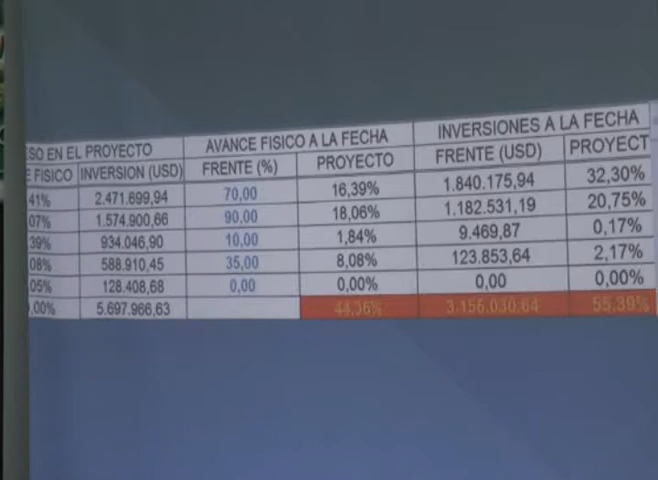 SO EN EL PROYECTO AVANCE FISICO A LA FECHA INVERSIONES A LA FECHA
E FISICO INVERSION (USD) FRENTE (%) PROYECTO FRENTE (USD) PROYECT
41% 2.471.699,94 70,00 16,39% 1.840.175,94 32,30%
07% 1.574.900,66 90,00 18,06% 1.182.531,19 20,75%
39% 934.046,90 10,00 1,84% 9.469,87 0,17%
08% 588.910,45 35,00 8,08% 123.853,64 2,17%
05% 128.408,68 0,00 0,00% 0,00 0,00%
,00% 5.697.966,63 44,36% 3.156.030,64 55,39%